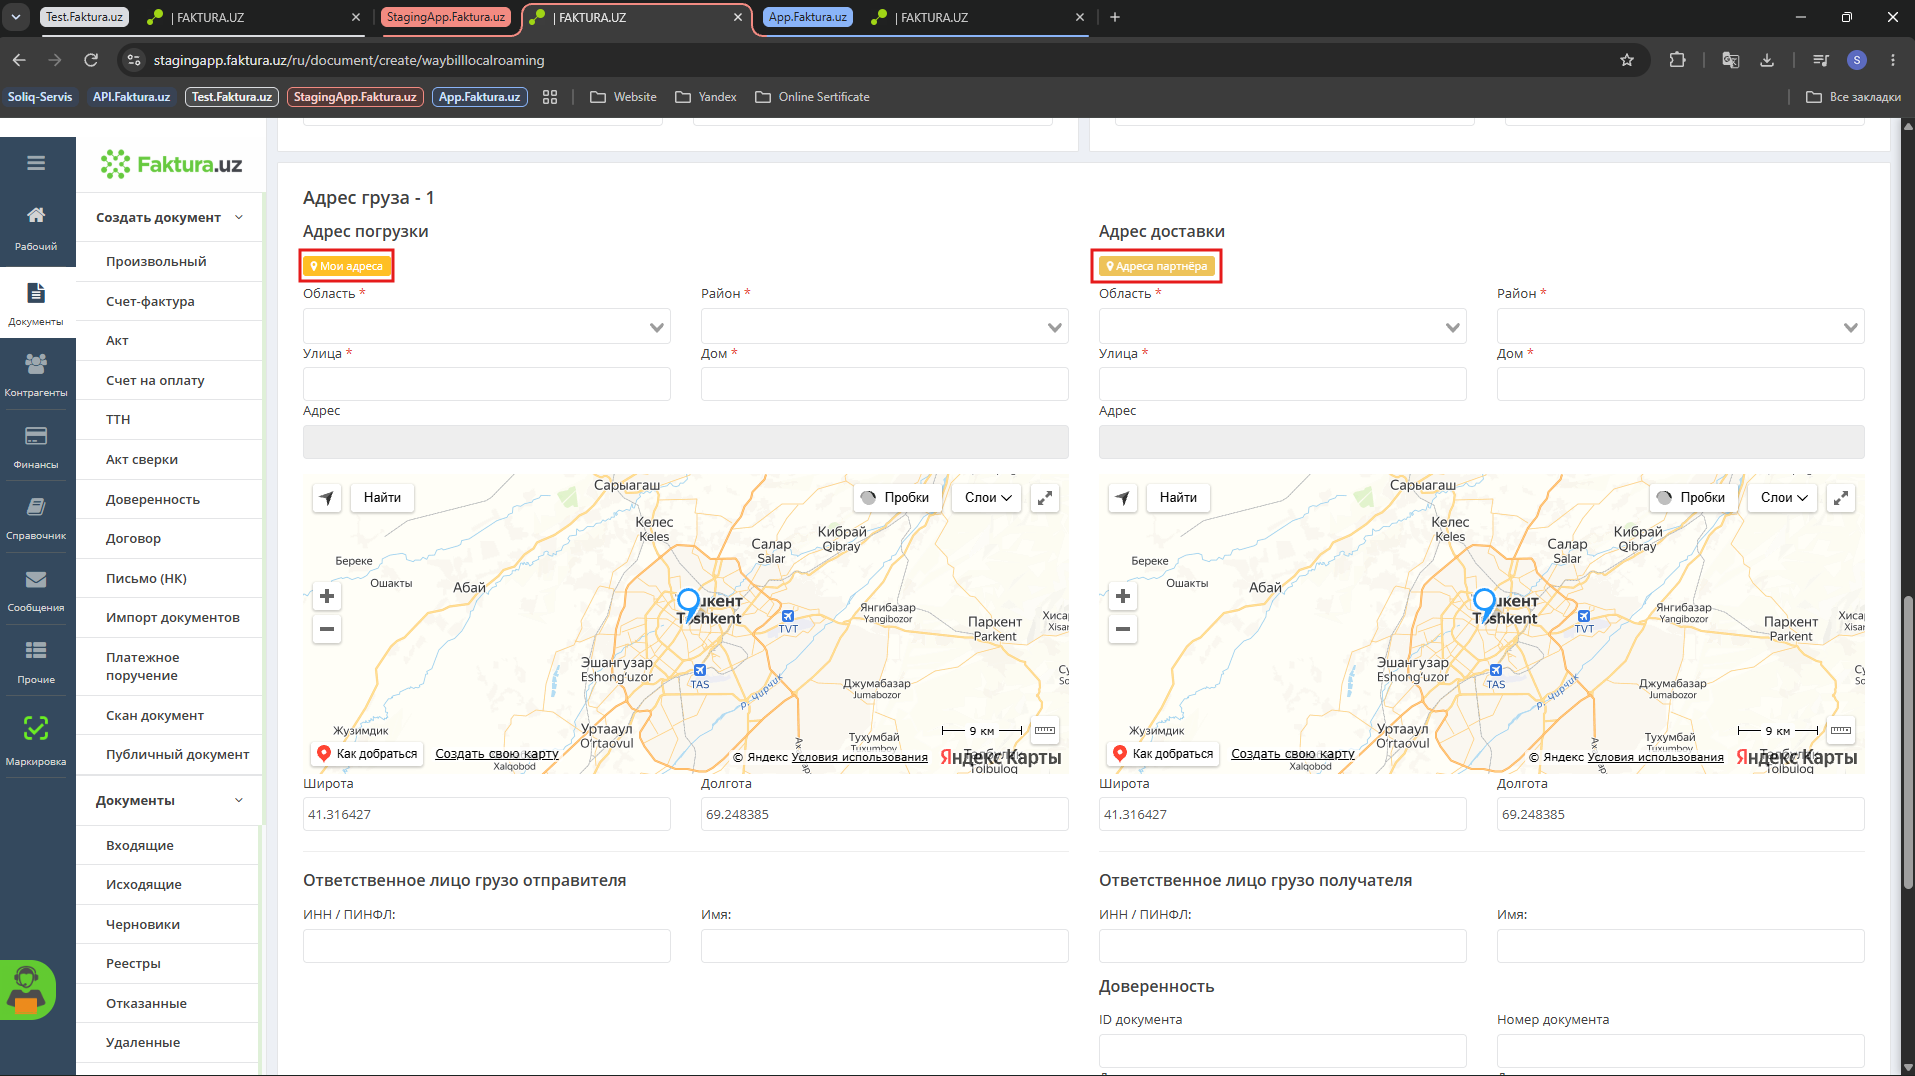 Test.Faktura.uz
| FAKTURA.UZ
StagingApp.Faktura.uz
| FAKTURA.UZ
App.Faktura.uz
| FAKTURA.UZ
stagingapp.faktura.uz/ru/document/create/waybilllocalroaming
S
Soliq-Servis
API.Faktura.uz
Test.Faktura.uz
StagingApp.Faktura.uz
App.Faktura.uz
Website
Yandex
Online Sertificate
Все закладки
Рабочий
Документы
Контрагенты
Финансы
Справочник
Сообщения
Прочие
Маркировка
Faktura.uz
Создать документ
Произвольный
Счет-фактура
Акт
Счет на оплату
ТТН
Акт сверки
Доверенность
Договор
Письмо (НК)
Импорт документов
Платежное
поручение
Скан документ
Публичный документ
Документы
Входящие
Исходящие
Черновики
Реестры
Отказанные
Удаленные
Адрес груза - 1
Адрес погрузки
Мои адреса
Область *
Район *
Улица *
Дом *
Адрес
Найти
Пробки
Слои
Сарыагаш
Келес
Keles
Кибрай
Qibray
Салар
Salar
Береке
Ошакты
Абай
Янгибазар
Yangibozor
Паркент
Parkent
TVT
Эшангузар
Eshong'uzor
TAS
р. Чирчик
Джумабазар
Jumabozor
Жузимдик
Уртааул
O'rtaovul
Тухумбай
9 км
Как добраться
Создать свою карту
Xalqobod
© Яндекс Условия использования
Яндекс Карты
Tolbuloq
Широта
Долгота
41.316427
69.248385
Ответственное лицо грузо отправителя
ИНН / ПИНФЛ:
Имя:
Адрес доставки
Адреса партнёра
Область *
Район *
Улица *
Дом *
Адрес
Найти
Пробки
Слои
Сарыагаш
Келес
Keles
Кибрай
Qibray
Салар
Salar
Береке
Ошакты
Абай
Янгибазар
Yangibozor
Паркент
Parkent
TVT
Эшангузар
Eshong'uzor
TAS
р. Чирчик
Джумабазар
Jumabozor
Жузимдик
Уртааул
O'rtaovul
Тухумбай
9 км
Как добраться
Создать свою карту
Xalqobod
© Яндекс Условия использования
Яндекс Карты
Tolbuloq
Широта
Долгота
41.316427
69.248385
Ответственное лицо грузо получателя
ИНН / ПИНФЛ:
Имя:
Доверенность
ID документа
Номер документа